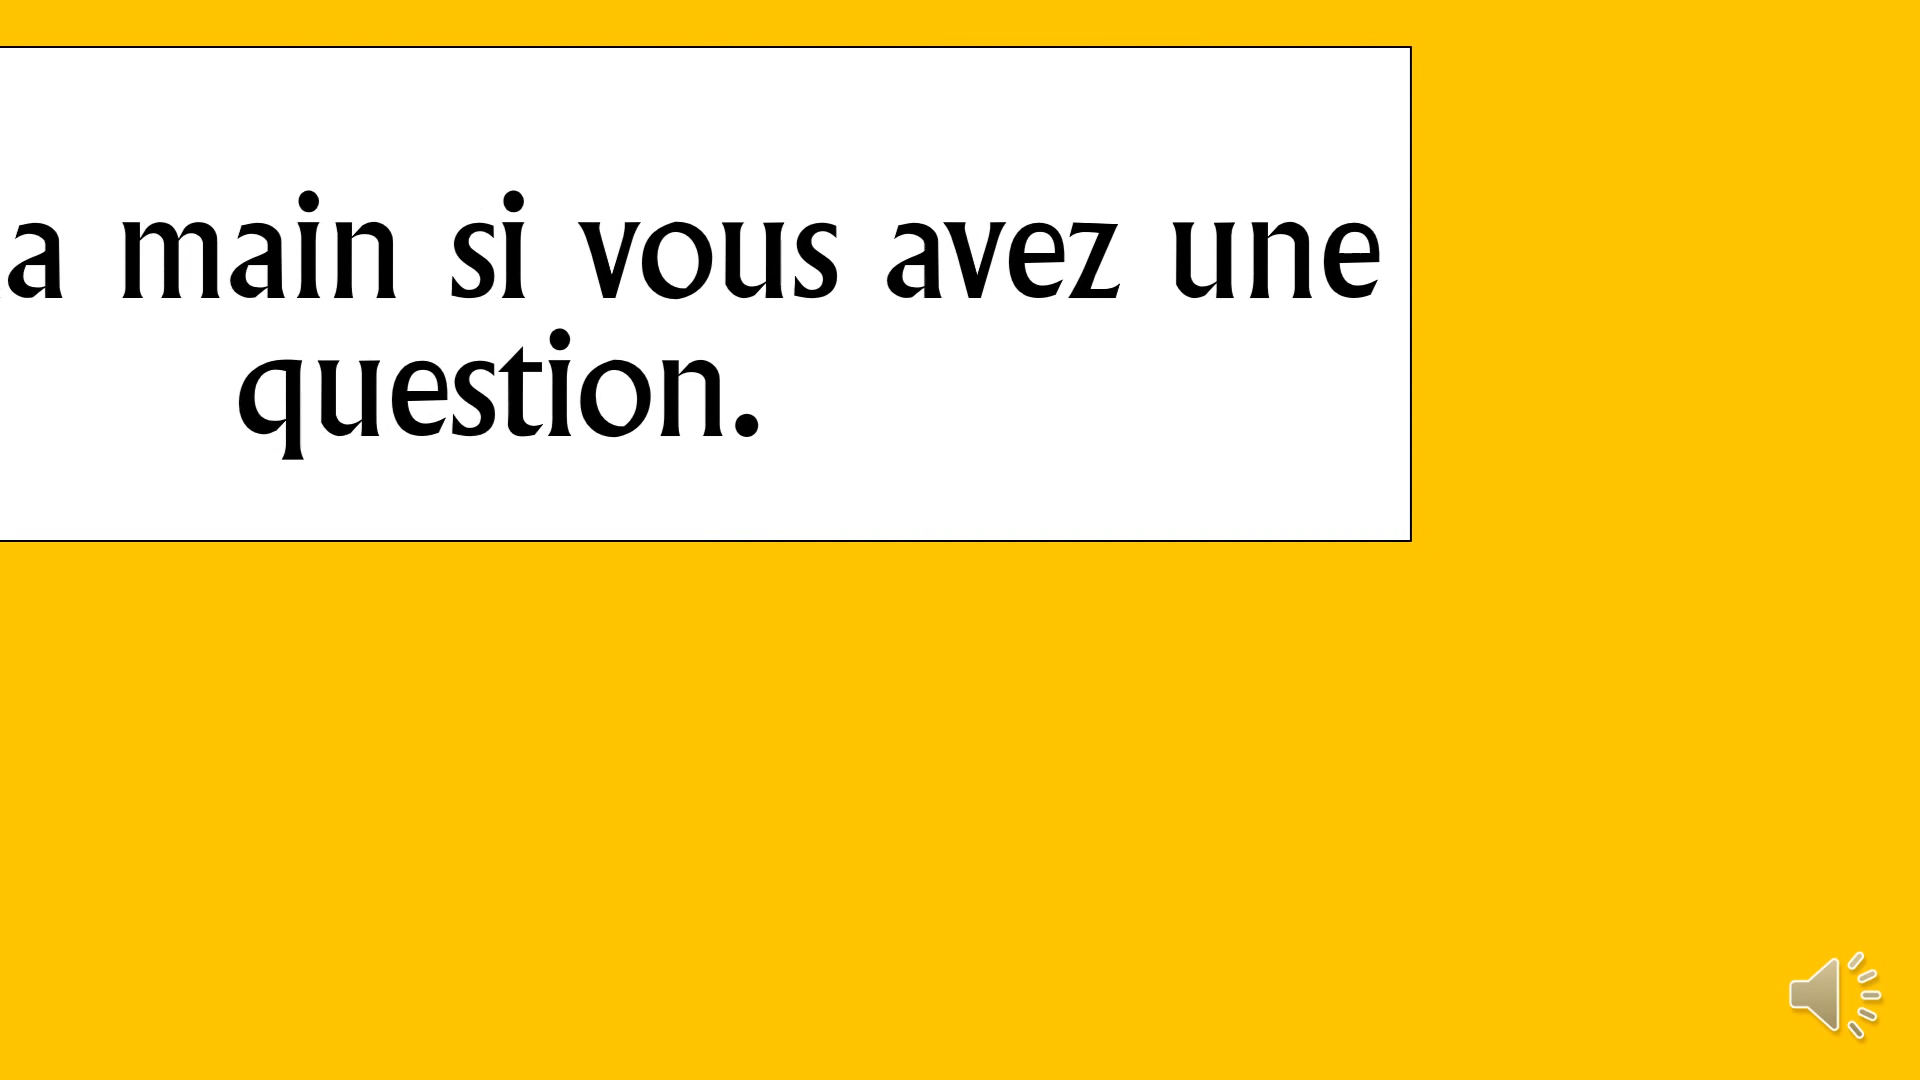 a main si vous avez une
question.